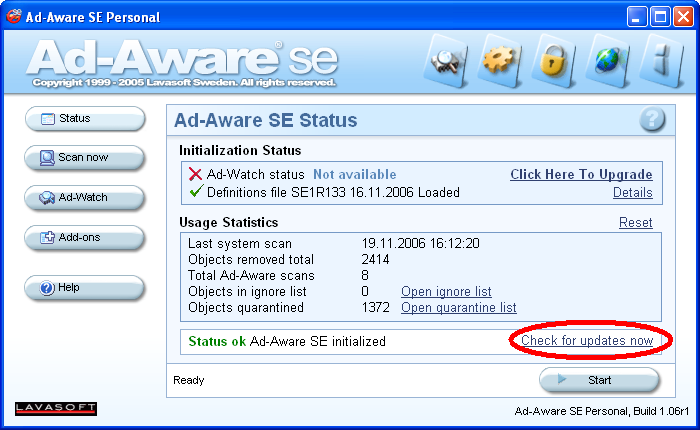 Ad-Aware SE Personal
Ad-Aware® se
Copyright 1999 - 2005 Lavasoft Sweden. All rights reserved.
Status
Scan now
Ad-Watch
Add-ons
Help
Ad-Aware SE Status
?
Initialization Status
Ad-Watch status Not available Click Here To Upgrade
Definitions file SE1R133 16.11.2006 Loaded Details
Usage Statistics Reset
Last system scan 19.11.2006 16:12:20
Objects removed total 2414
Total Ad-Aware scans 8
Objects in ignore list 0 Open ignore list
Objects quarantined 1372 Open quarantine list
Status ok Ad-Aware SE initialized Check for updates now
Ready Start
LAVASOFT
Ad-Aware SE Personal, Build 1.06r1